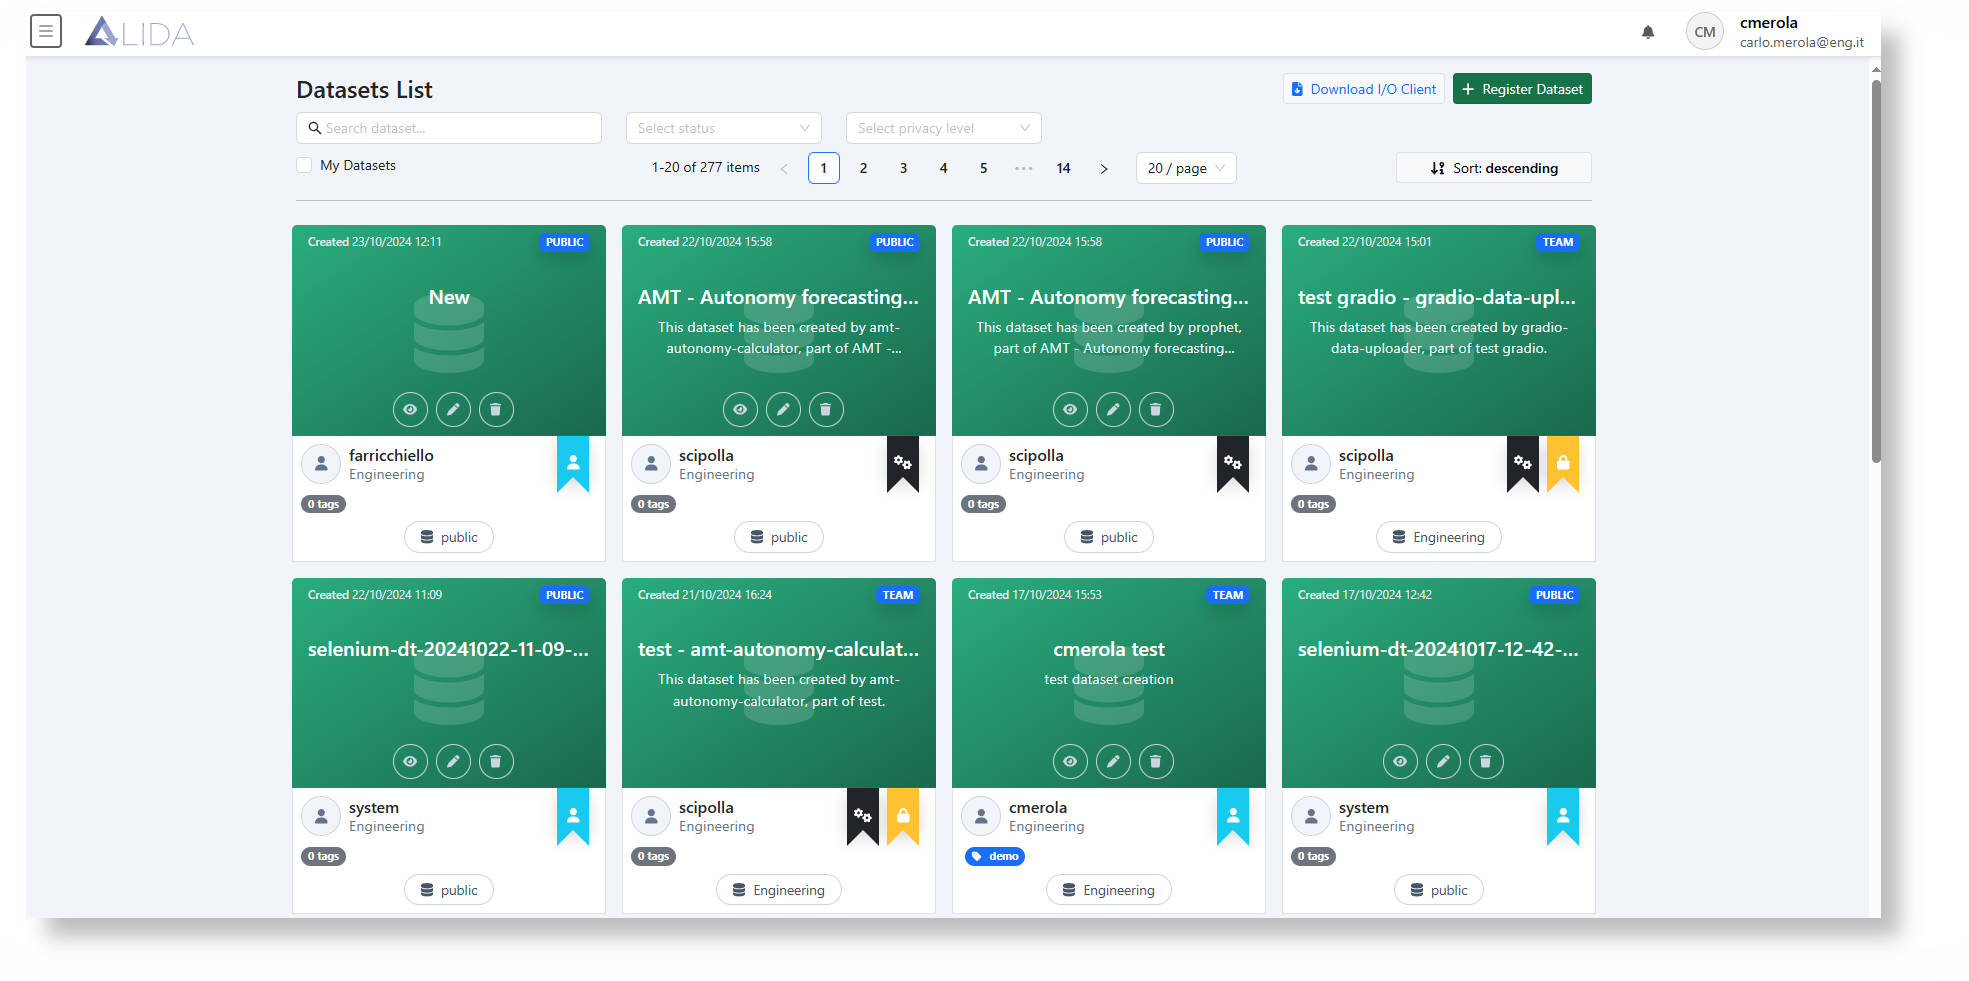 LIDA
CM
cmerola
carlo.merola@eng.it
Datasets List
Download I/O Client
+ Register Dataset
Search dataset...
Select status
Select privacy level
My Datasets
1-20 of 277 items
< 1 2 3 4 5 ••• 14 >
20 / page
Sort: descending
Created 23/10/2024 12:11
PUBLIC
New
farricchiello
Engineering
0 tags
public
Created 22/10/2024 15:58
PUBLIC
AMT - Autonomy forecasting...
This dataset has been created by amt-
autonomy-calculator, part of AMT -...
scipolla
Engineering
0 tags
public
Created 22/10/2024 15:58
PUBLIC
AMT - Autonomy forecasting...
This dataset has been created by prophet,
part of AMT - Autonomy forecasting...
scipolla
Engineering
0 tags
public
Created 22/10/2024 15:01
TEAM
test gradio - gradio-data-upl...
This dataset has been created by gradio-
data-uploader, part of test gradio.
scipolla
Engineering
0 tags
Engineering
Created 22/10/2024 11:09
PUBLIC
selenium-dt-20241022-11-09-...
system
Engineering
0 tags
public
Created 21/10/2024 16:24
TEAM
test - amt-autonomy-calculat...
This dataset has been created by amt-
autonomy-calculator, part of test.
scipolla
Engineering
0 tags
Engineering
Created 17/10/2024 15:53
TEAM
cmerola test
test dataset creation
cmerola
Engineering
demo
Engineering
Created 17/10/2024 12:42
PUBLIC
selenium-dt-20241017-12-42-...
system
Engineering
0 tags
public